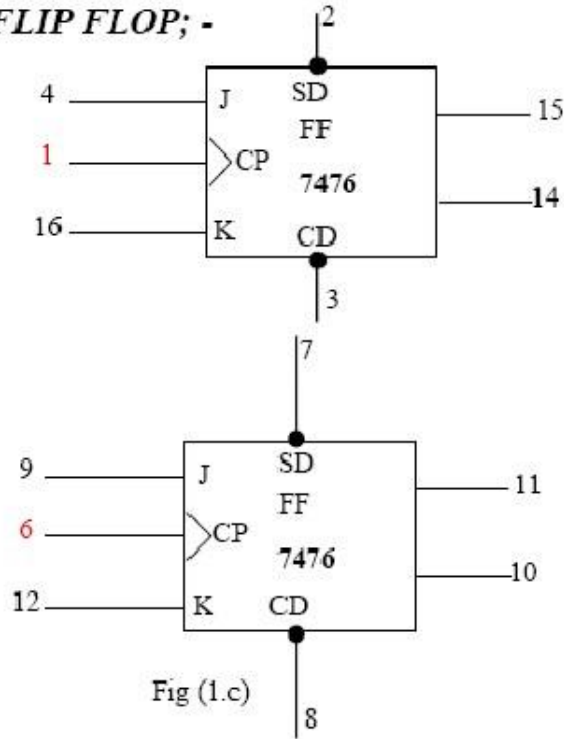 FLIP FLOP; -
2
4 J SD 15
FF
1 CP
7476
14
16 K CD
3
7
9 J SD 11
FF
6 CP
7476 10
12 K CD
Fig (1.c)
8